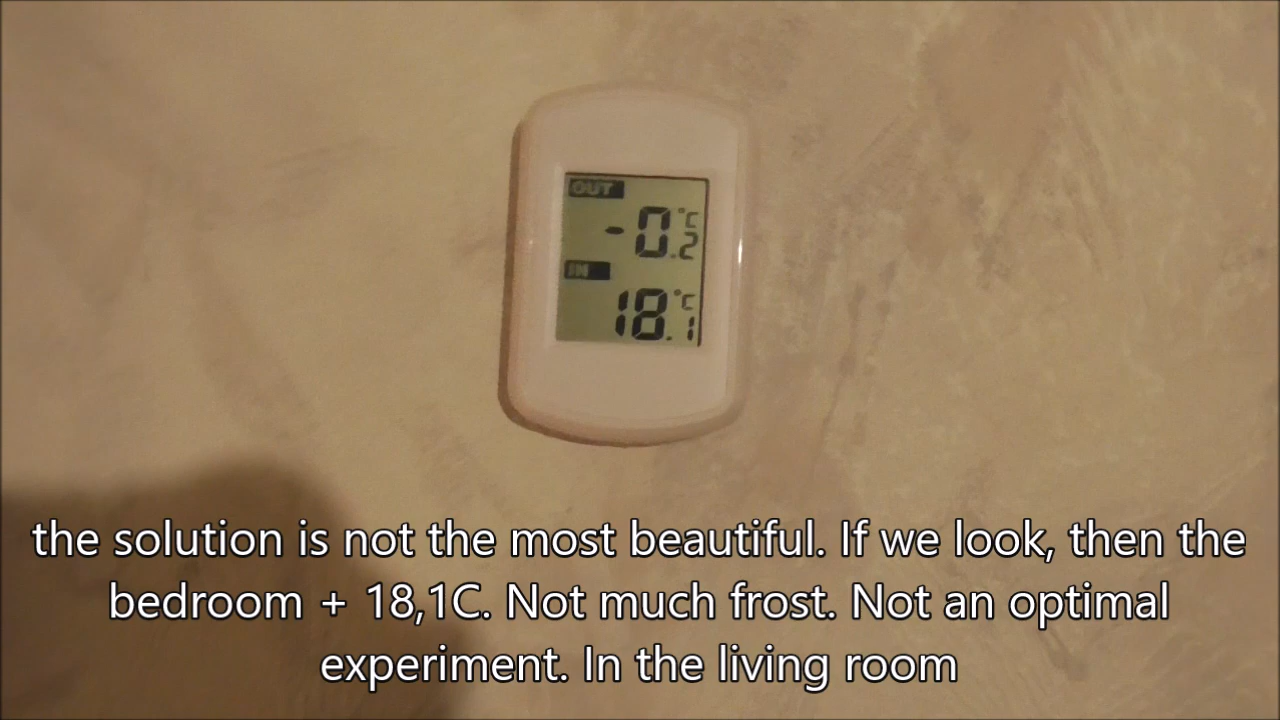 OUT
-0.2 °C
IN
18.1 °C
the solution is not the most beautiful. If we look, then the
bedroom + 18,1C. Not much frost. Not an optimal
experiment. In the living room